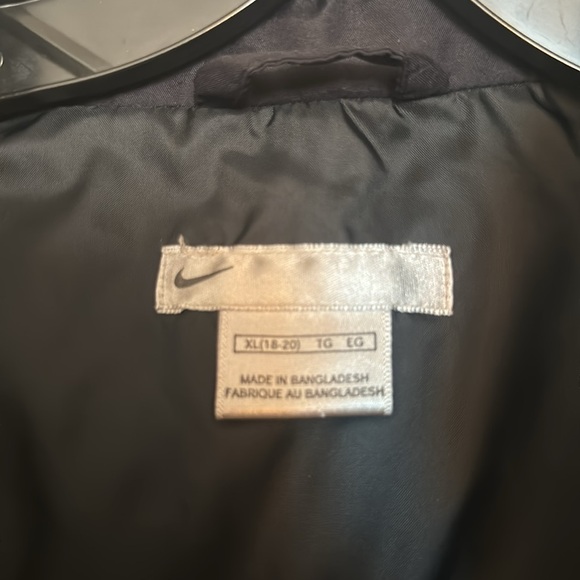 XL(18-20) TG EG
MADE IN BANGLADESH
FABRIQUE AU BANGLADESH